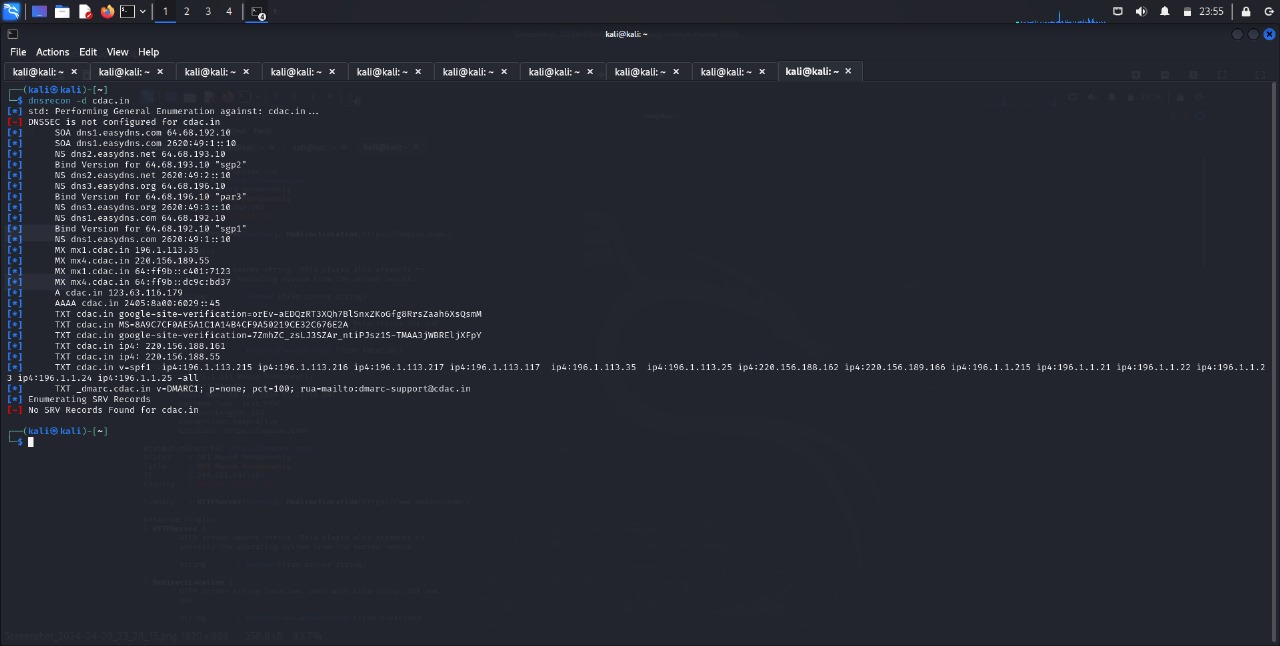 1 2 3 4
4
23:55
kali@kali: ~
File Actions Edit View Help
kali@kali: ~ × kali@kali: ~ × kali@kali: ~ × kali@kali: ~ × kali@kali: ~ × kali@kali: ~ × kali@kali: ~ × kali@kali: ~ × kali@kali: ~ × kali@kali: ~ ×
┌──(kali㉿kali)-[~]
└─$ dnsrecon -d cdac.in
[*] std: Performing General Enumeration against: cdac.in...
[-] DNSSEC is not configured for cdac.in
[*] SOA dns1.easydns.com 64.68.192.10
[*] SOA dns1.easydns.com 2620:49:1::10
[*] NS dns2.easydns.net 64.68.193.10
[*] Bind Version for 64.68.193.10 "sgp2"
[*] NS dns2.easydns.net 2620:49:2::10
[*] NS dns3.easydns.org 64.68.196.10
[*] Bind Version for 64.68.196.10 "par3"
[*] NS dns3.easydns.org 2620:49:3::10
[*] NS dns1.easydns.com 64.68.192.10
[*] Bind Version for 64.68.192.10 "sgp1"
[*] NS dns1.easydns.com 2620:49:1::10
[*] MX mx1.cdac.in 196.1.113.35
[*] MX mx4.cdac.in 220.156.189.55
[*] MX mx1.cdac.in 64:ff9b::c401:7123
[*] MX mx4.cdac.in 64:ff9b::dc9c:bd37
[*] A cdac.in 123.63.116.179
[*] AAAA cdac.in 2405:8a00:6029::45
[*] TXT cdac.in google-site-verification=orEv-aEDQzRT3XQh7BlSnxZKoGfg8RrsZaah6XsQsmM
[*] TXT cdac.in MS=8A9C7CF0AE5A1C1A14B4CF9A50219CE32C676E2A
[*] TXT cdac.in google-site-verification=7ZmhZC_zsLJ3SZAr_ntiPJsz1S-TMAA3jWBREljXFpY
[*] TXT cdac.in ip4: 220.156.188.161
[*] TXT cdac.in ip4: 220.156.188.55
[*] TXT cdac.in v=spf1 ip4:196.1.113.215 ip4:196.1.113.216 ip4:196.1.113.217 ip4:196.1.113.117 ip4:196.1.113.35 ip4:196.1.113.25 ip4:220.156.188.162 ip4:220.156.189.166 ip4:196.1.1.215 ip4:196.1.1.21 ip4:196.1.1.22 ip4:196.1.1.2
3 ip4:196.1.1.24 ip4:196.1.1.25 -all
[*] TXT _dmarc.cdac.in v=DMARC1; p=none; pct=100; rua=mailto:dmarc-support@cdac.in
[*] Enumerating SRV Records
[-] No SRV Records Found for cdac.in
┌──(kali㉿kali)-[~]
└─$